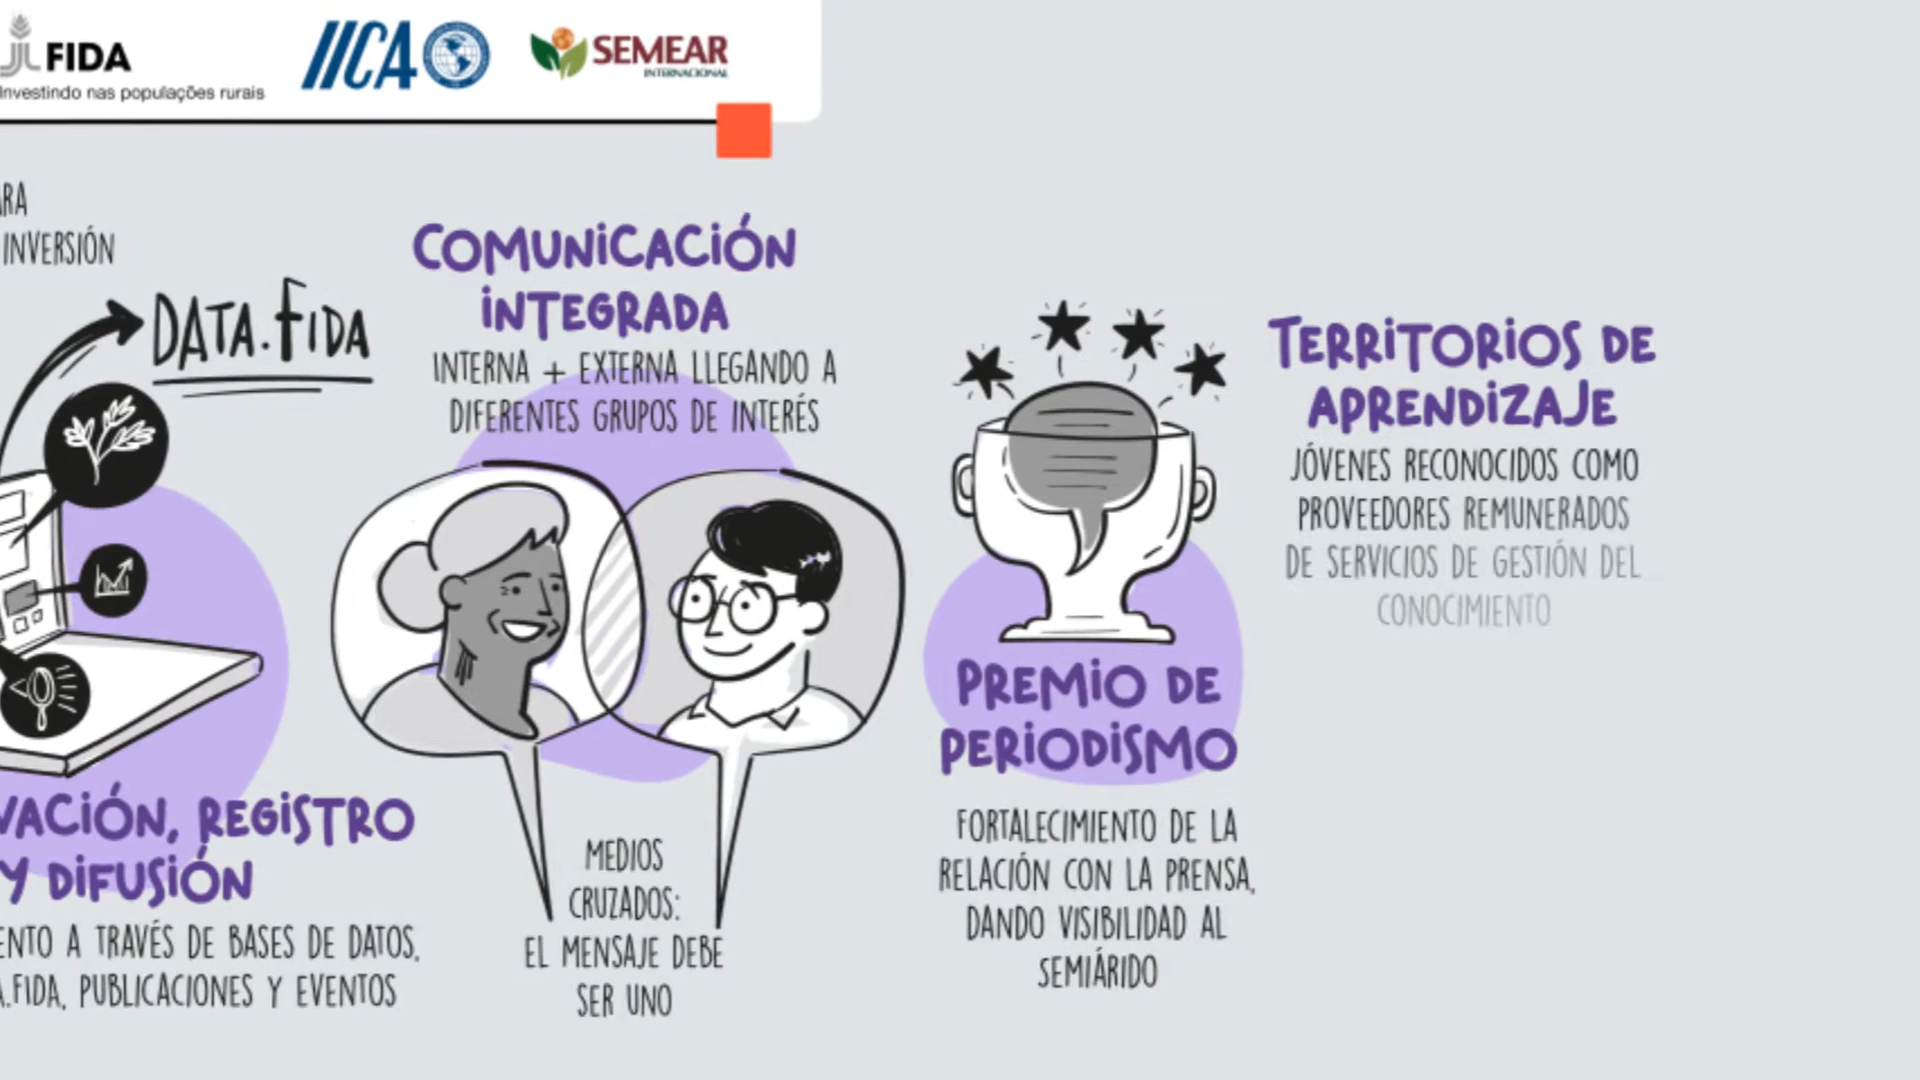 FIDA
Investindo nas populações rurais
IICA
SEMEAR
INTERNACIONAL
INVERSIÓN
DATA.FIDA
REGISTRO
Y DIFUSIÓN
A TRAVÉS DE BASES DE DATOS,
.FIDA, PUBLICACIONES Y EVENTOS
COMUNICACIÓN
INTEGRADA
INTERNA + EXTERNA LLEGANDO A
DIFERENTES GRUPOS DE INTERÉS
MEDIOS
CRUZADOS:
EL MENSAJE DEBE
SER UNO
PREMIO DE
PERIODISMO
FORTALECIMIENTO DE LA
RELACIÓN CON LA PRENSA,
DANDO VISIBILIDAD AL
SEMIÁRIDO
TERRITORIOS DE
APRENDIZAJE
JÓVENES RECONOCIDOS COMO
PROVEEDORES REMUNERADOS
DE SERVICIOS DE GESTIÓN DEL
CONOCIMIENTO